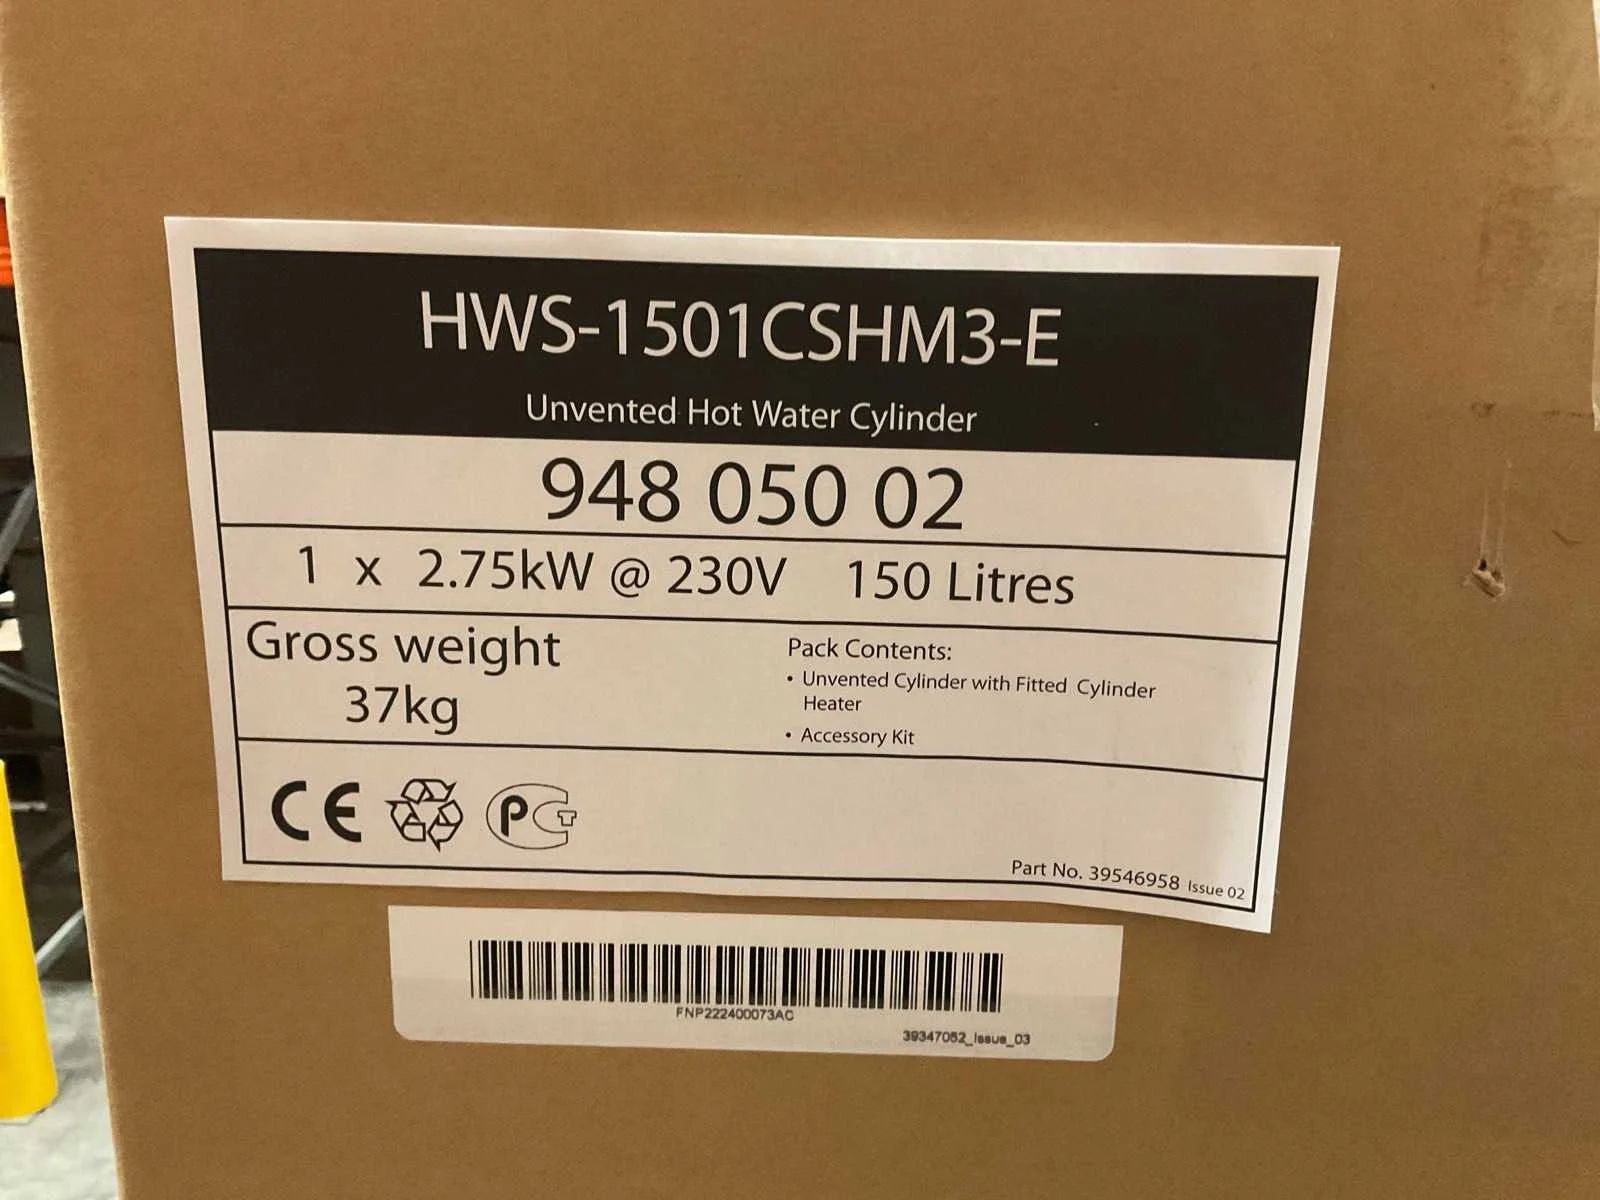 HWS-1501CSHM3-E
Unvented Hot Water Cylinder
948 050 02
1 x 2.75kW @ 230V 150 Litres
Gross weight
37kg
Pack Contents:
• Unvented Cylinder with Fitted Cylinder
Heater
• Accessory Kit
CE PCT
Part No. 39546958 Issue 02
FNP222400073AC
39347052_Issue_03